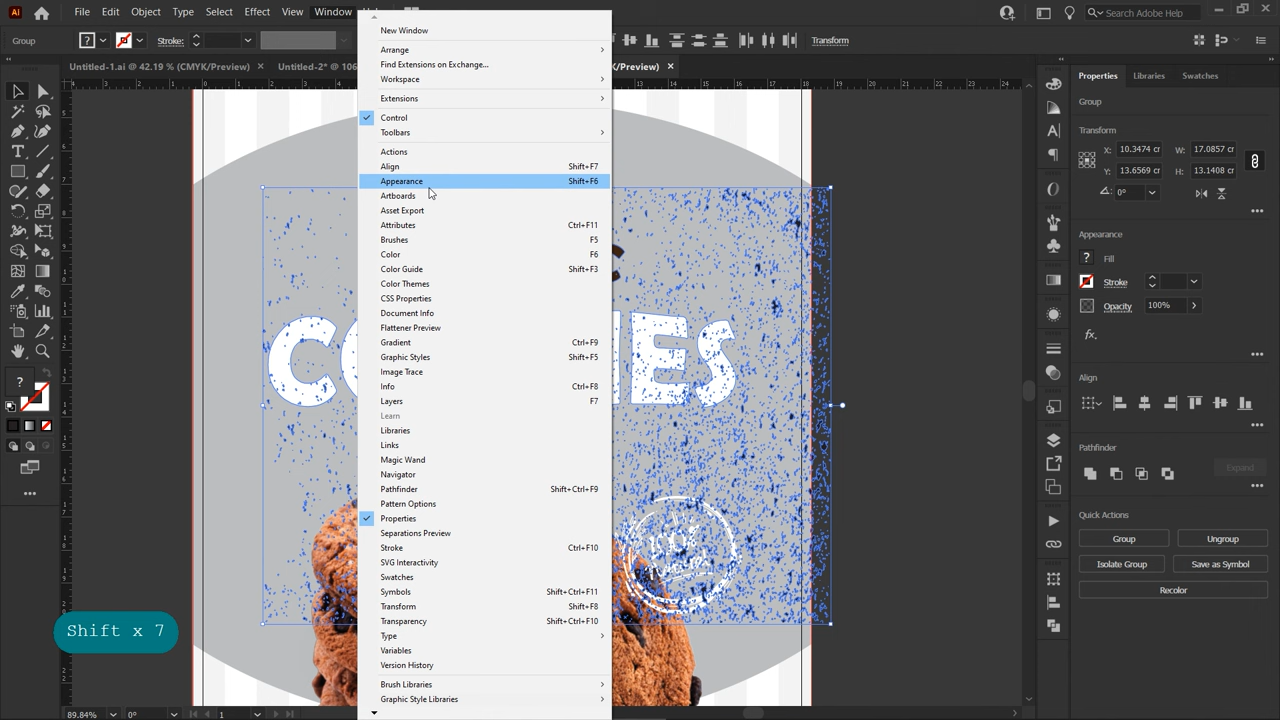 Ai File Edit Object Type Select Effect View Window Search Adobe Help
Group Stroke: Transform
Untitled-1.ai @ 42.19 % (CMYK/Preview) × Untitled-2* @ 106 K/Preview) ×
New Window
Arrange
Find Extensions on Exchange...
Workspace
Extensions
Control
Toolbars
Actions
Align Shift+F7
Appearance Shift+F6
Artboards
Asset Export
Attributes Ctrl+F11
Brushes F5
Color F6
Color Guide Shift+F3
Color Themes
CSS Properties
Document Info
Flattener Preview
Gradient Ctrl+F9
Graphic Styles Shift+F5
Image Trace
Info Ctrl+F8
Layers F7
Learn
Libraries
Links
Magic Wand
Navigator
Pathfinder Shift+Ctrl+F9
Pattern Options
Properties
Separations Preview
Stroke Ctrl+F10
SVG Interactivity
Swatches
Symbols Shift+Ctrl+F11
Transform Shift+F8
Transparency Shift+Ctrl+F10
Type
Variables
Version History
Brush Libraries
Graphic Style Libraries
CO IES
Shift x 7
89.84% 0° 1
Properties Libraries Swatches
Group
Transform
X: 10.3474 cm W: 17.0857 cm
Y: 13.6569 cm H: 13.1408 cm
0°
Appearance
? Fill
Stroke
Opacity 100%
fx.
Align
Pathfinder
Expand
Quick Actions
Group Ungroup
Isolate Group Save as Symbol
Recolor